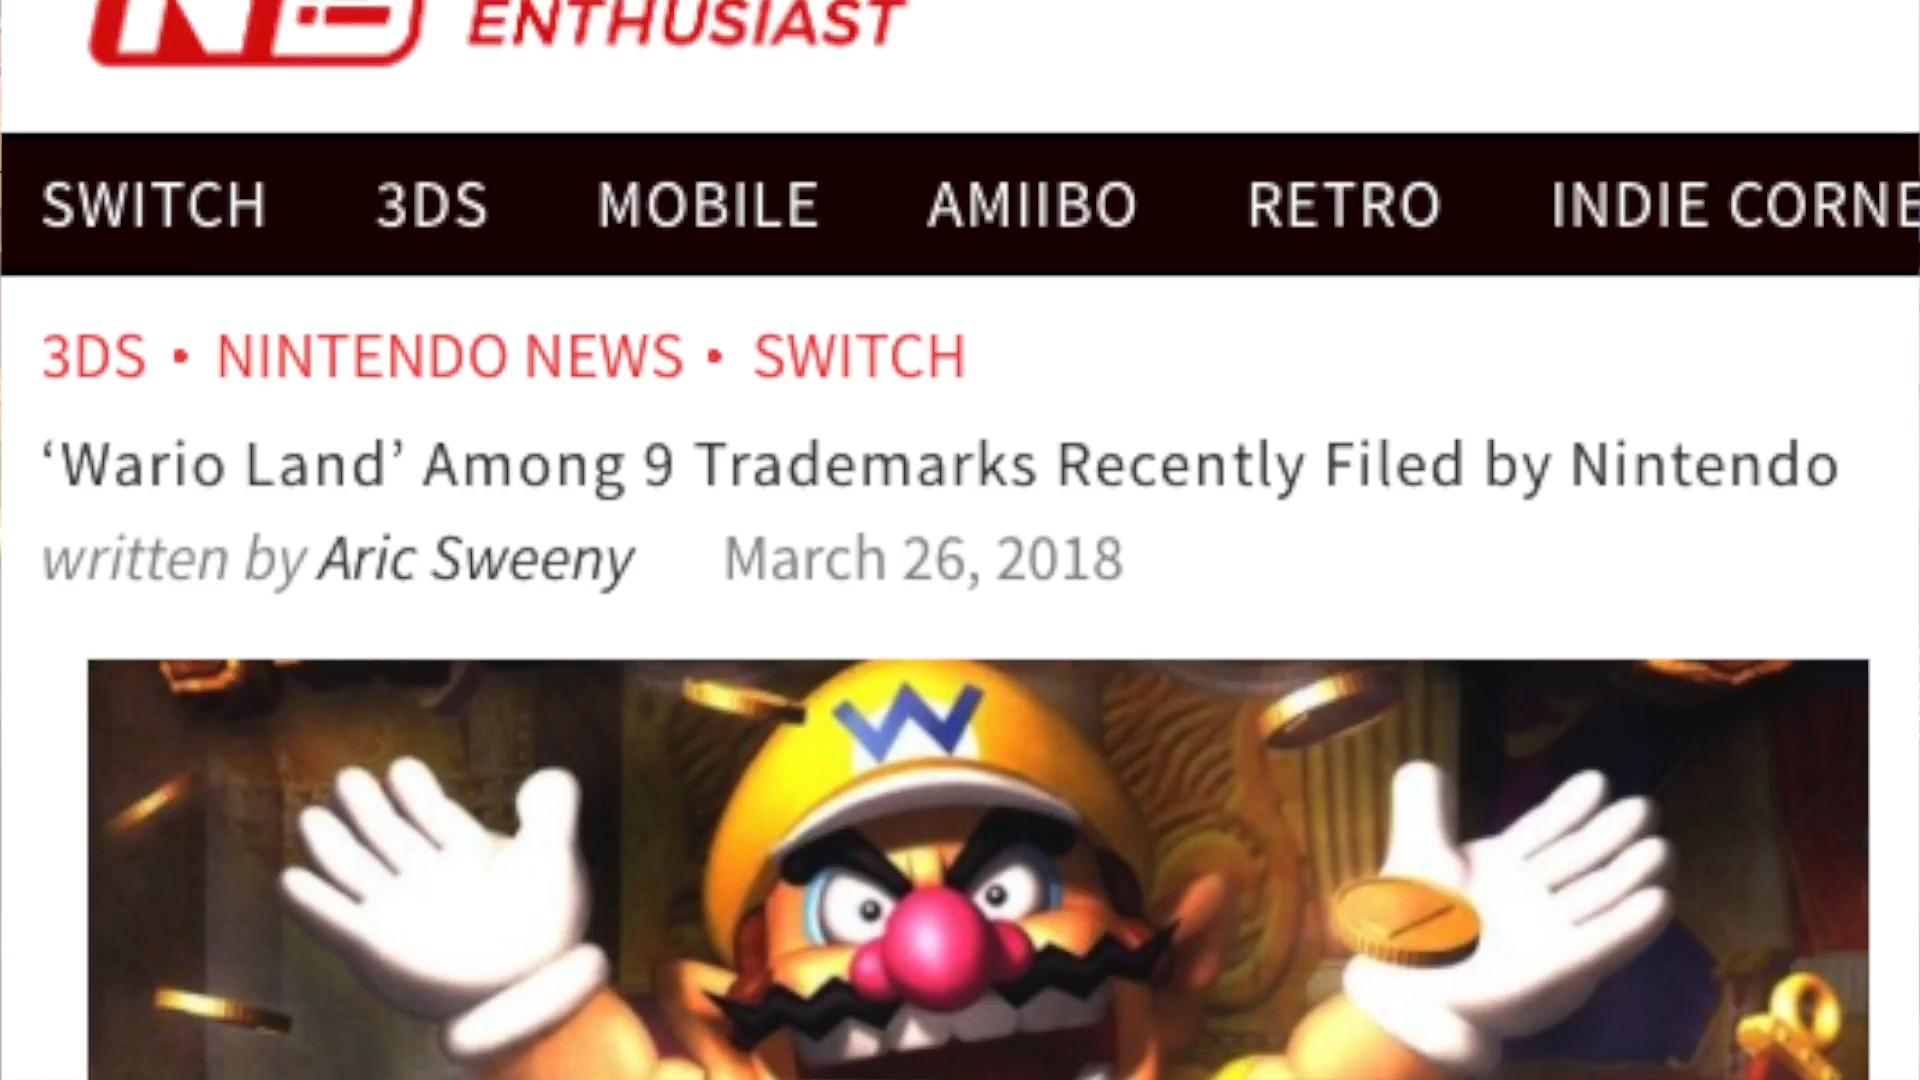 ENTHUSIAST
SWITCH 3DS MOBILE AMIIBO RETRO INDIE CORNE
3DS • NINTENDO NEWS • SWITCH
‘Wario Land’ Among 9 Trademarks Recently Filed by Nintendo
written by Aric Sweeny March 26, 2018
W